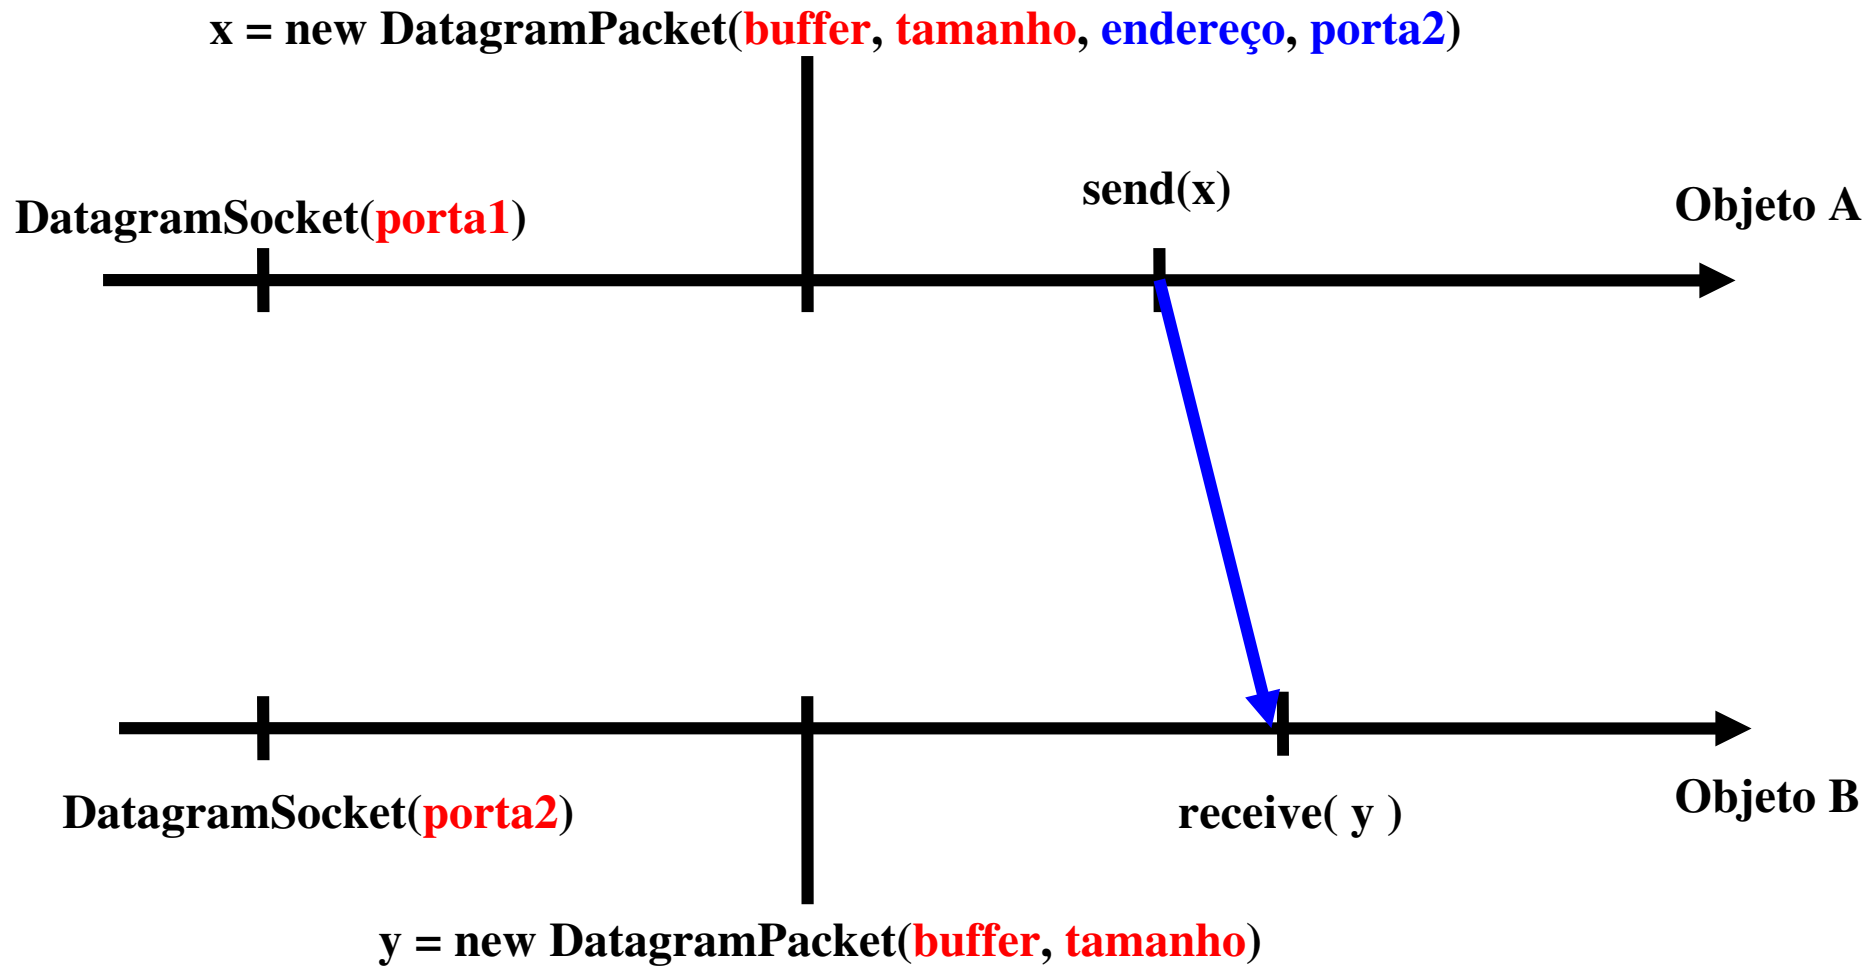 x = new DatagramPacket(buffer, tamanho, endereço, porta2)
send(x)
Objeto A
DatagramSocket(porta1)
DatagramSocket(porta2)
receive( y )
Objeto B
y = new DatagramPacket(buffer, tamanho)